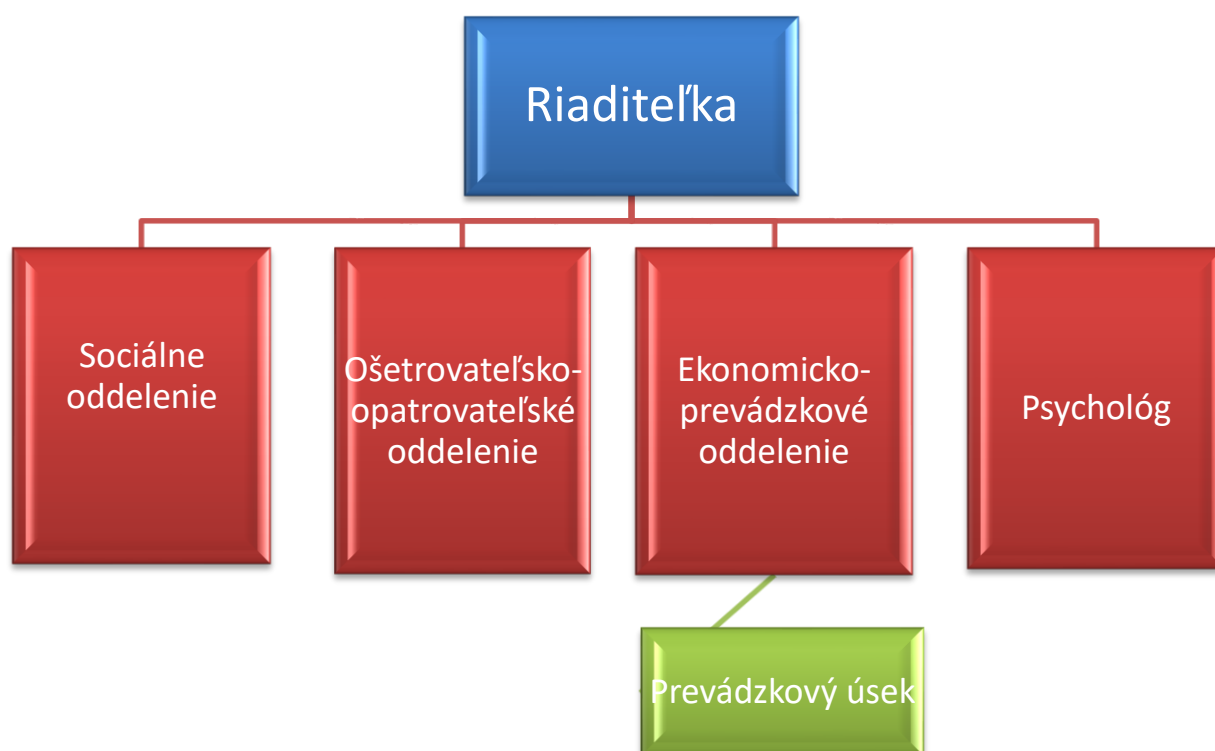 Riaditeľka
Sociálne
oddelenie
Ošetrovateľsko-
opatrovateľské
oddelenie
Ekonomicko-
prevádzkové
oddelenie
Psychológ
Prevádzkový úsek